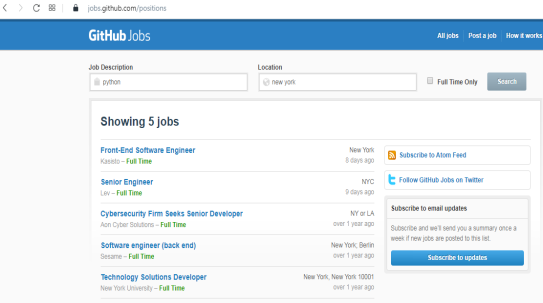 jobs.github.com/positions
GitHub Jobs
All jobs Post a job How it works
Job Description Location
python new york Full Time Only Search
Showing 5 jobs
Front-End Software Engineer New York
Kasisto – Full Time 8 days ago
Senior Engineer NYC
Lev – Full Time 9 days ago
Cybersecurity Firm Seeks Senior Developer NY or LA
Aon Cyber Solutions – Full Time over 1 year ago
Software engineer (back end) New York; Berlin
Sesame – Full Time over 1 year ago
Technology Solutions Developer New York, New York 10001
New York University – Full Time over 1 year ago
Subscribe to Atom Feed
Follow GitHub Jobs on Twitter
Subscribe to email updates
Subscribe and we'll send you a summary once a
week if new jobs are posted to this list.
Subscribe to updates